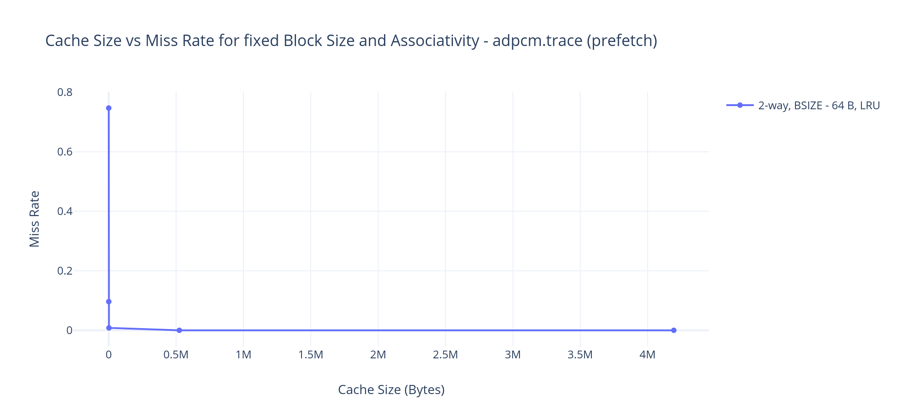 Cache Size vs Miss Rate for fixed Block Size and Associativity - adpcm.trace (prefetch)
0.8
0.6
0.4
0.2
0
Miss Rate
2-way, BSIZE - 64 B, LRU
0 0.5M 1M 1.5M 2M 2.5M 3M 3.5M 4M
Cache Size (Bytes)